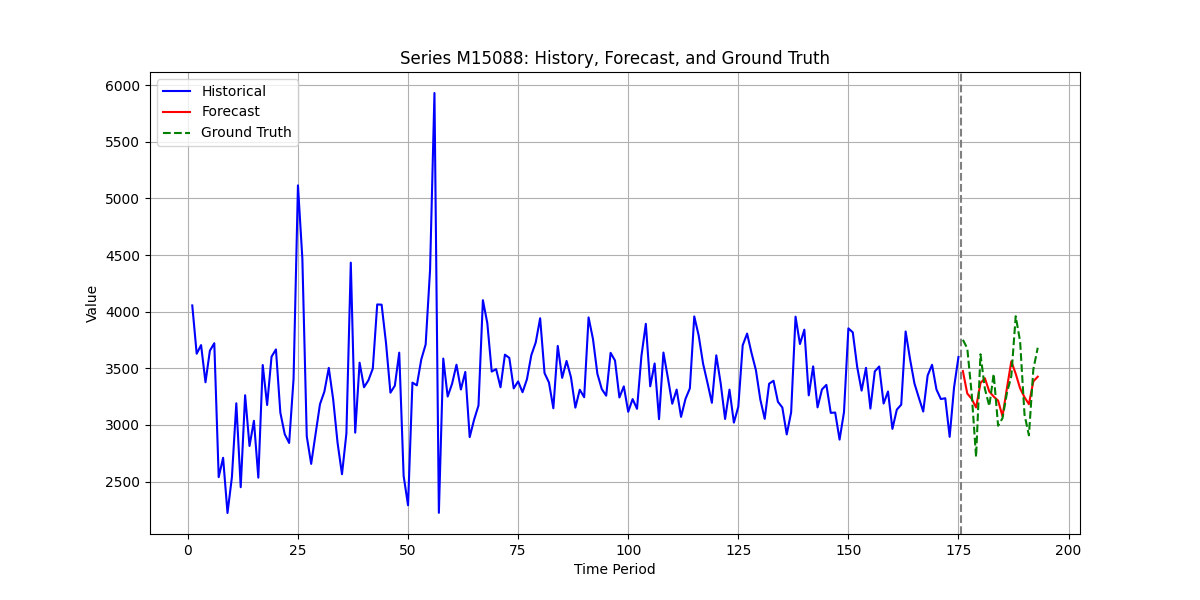 Series M15088: History, Forecast, and Ground Truth
Historical
Forecast
Ground Truth
Value
6000
5500
5000
4500
4000
3500
3000
2500
0 25 50 75 100 125 150 175 200
Time Period